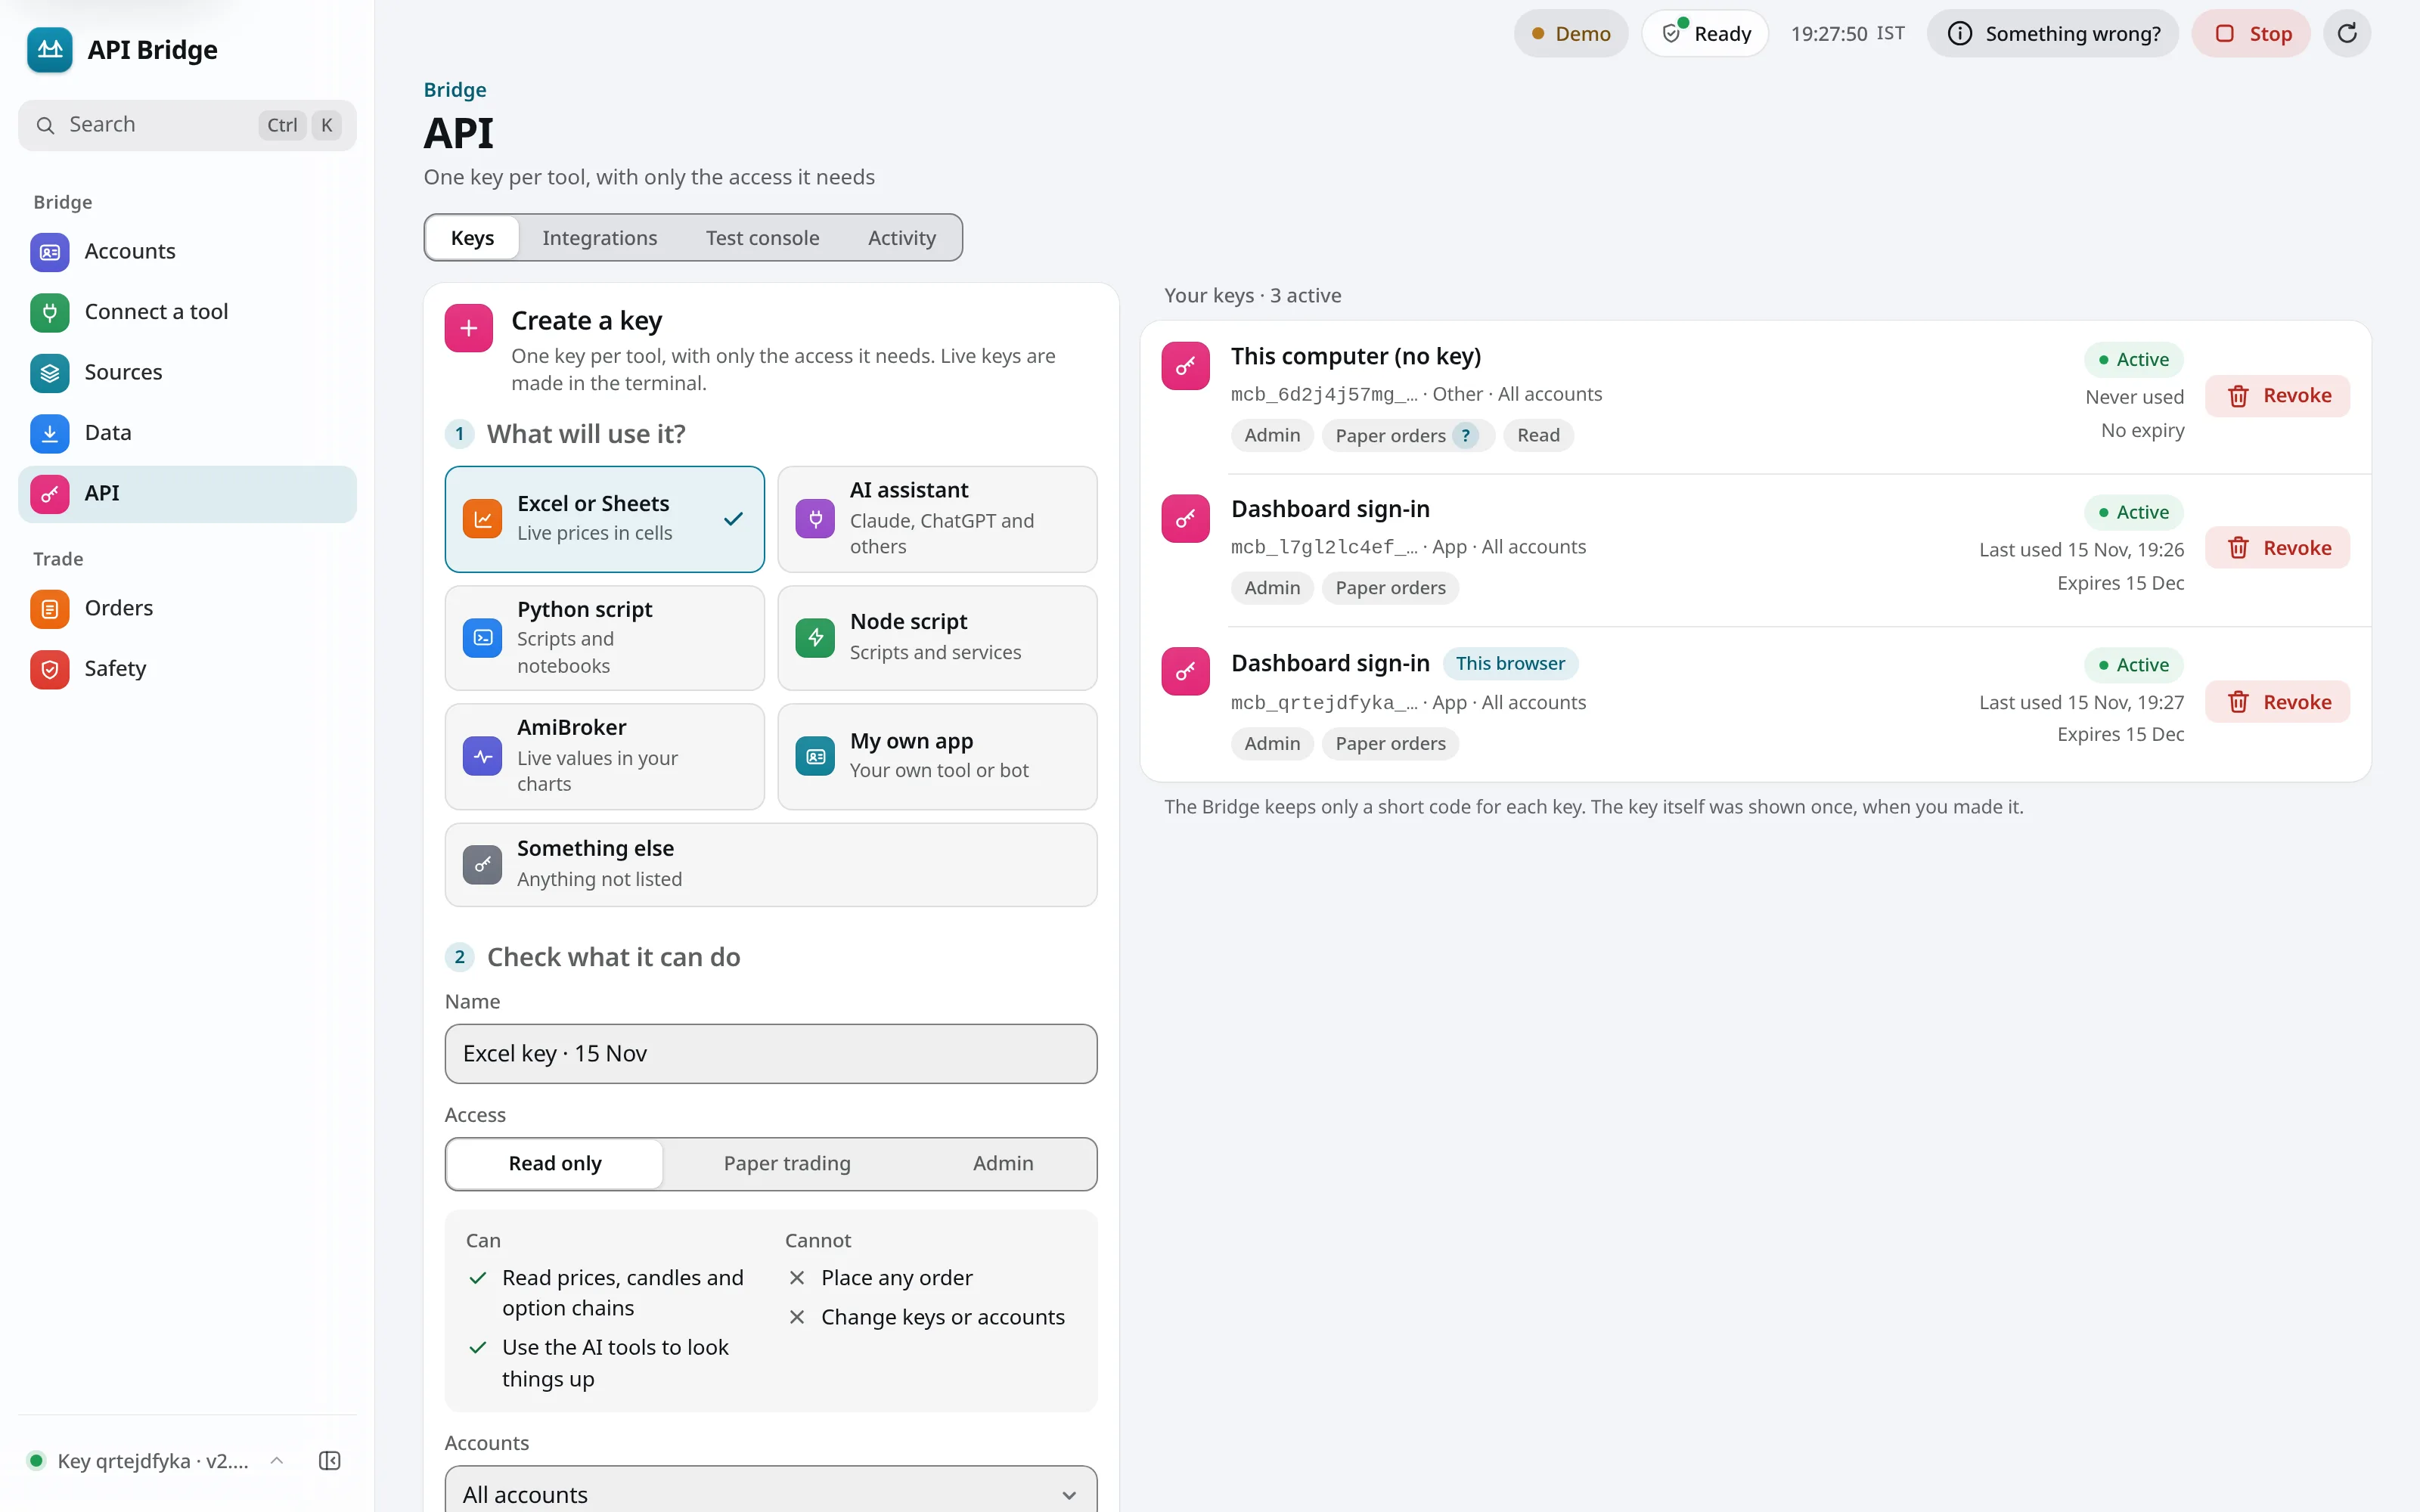 API Bridge
Search
Ctrl K
Bridge
Accounts
Connect a tool
Sources
Data
API
Trade
Orders
Safety
Key qrtejdfyka · v2....
Demo
Ready
19:27:50 IST
Something wrong?
Stop
Bridge
API
One key per tool, with only the access it needs
Keys
Integrations
Test console
Activity
Create a key
One key per tool, with only the access it needs. Live keys are
made in the terminal.
1 What will use it?
Excel or Sheets
Live prices in cells
AI assistant
Claude, ChatGPT and
others
Python script
Scripts and
notebooks
Node script
Scripts and services
AmiBroker
Live values in your
charts
My own app
Your own tool or bot
Something else
Anything not listed
2 Check what it can do
Name
Excel key · 15 Nov
Access
Read only
Paper trading
Admin
Can
Read prices, candles and
option chains
Use the AI tools to look
things up
Cannot
Place any order
Change keys or accounts
Accounts
All accounts
Your keys · 3 active
This computer (no key)
mcb_6d2j4j57mg_… · Other · All accounts
Admin
Paper orders ?
Read
Active
Never used
No expiry
Revoke
Dashboard sign-in
mcb_l7gl2lc4ef_… · App · All accounts
Admin
Paper orders
Active
Last used 15 Nov, 19:26
Expires 15 Dec
Revoke
Dashboard sign-in
This browser
mcb_qrtejdfyka_… · App · All accounts
Admin
Paper orders
Active
Last used 15 Nov, 19:27
Expires 15 Dec
Revoke
The Bridge keeps only a short code for each key. The key itself was shown once, when you made it.